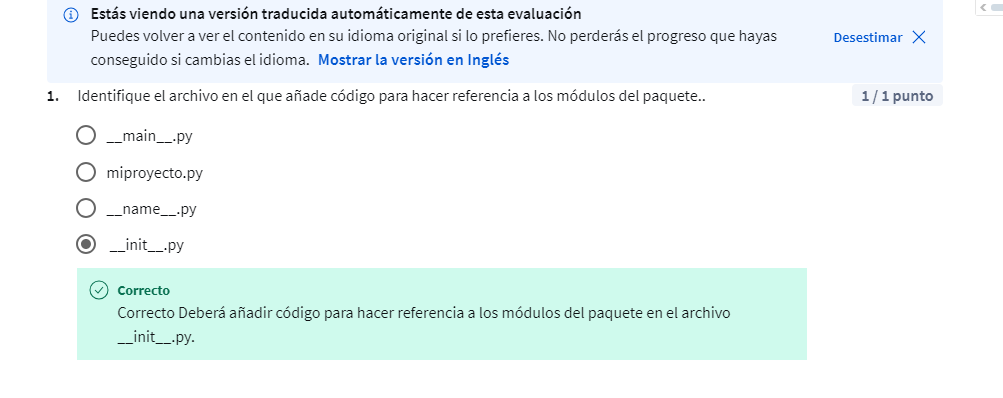 Estás viendo una versión traducida automáticamente de esta evaluación
Puedes volver a ver el contenido en su idioma original si lo prefieres. No perderás el progreso que hayas
conseguido si cambias el idioma. Mostrar la versión en Inglés
Desestimar
1. Identifique el archivo en el que añade código para hacer referencia a los módulos del paquete..
1 / 1 punto
__main__.py
miproyecto.py
__name__.py
__init__.py
Correcto
Correcto Deberá añadir código para hacer referencia a los módulos del paquete en el archivo
__init__.py.